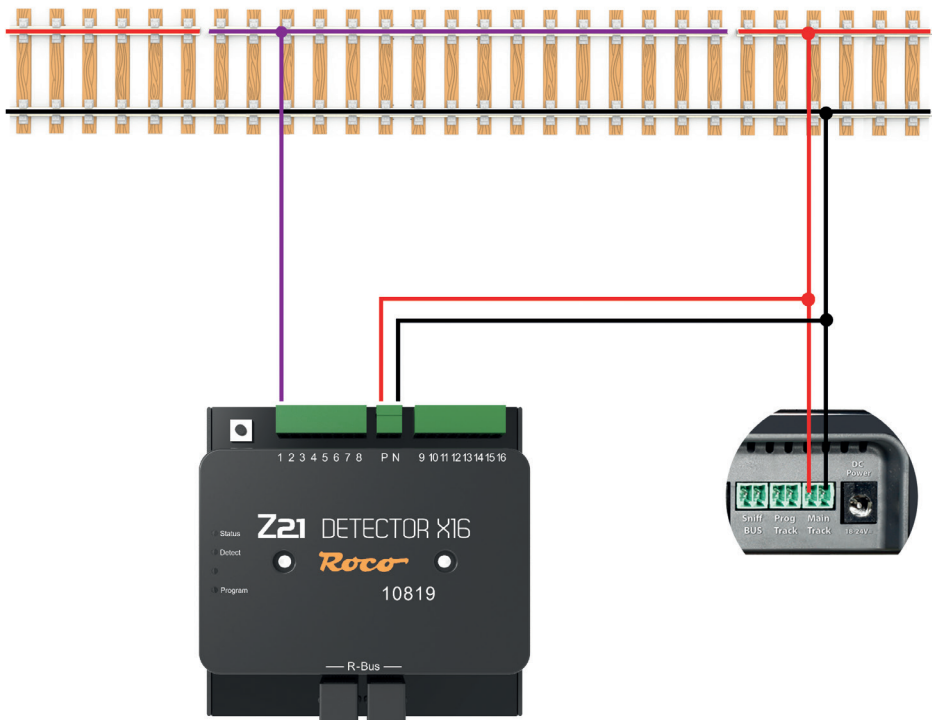 1 2 3 4 5 6 7 8 P N 9 10 11 12 13 14 15 16
Status
Z21 DETECTOR X16
Detect
Roco
Program
10819
R-Bus
DC
Power
Sniff
BUS
Prog
Track
Main
Track
18-24V